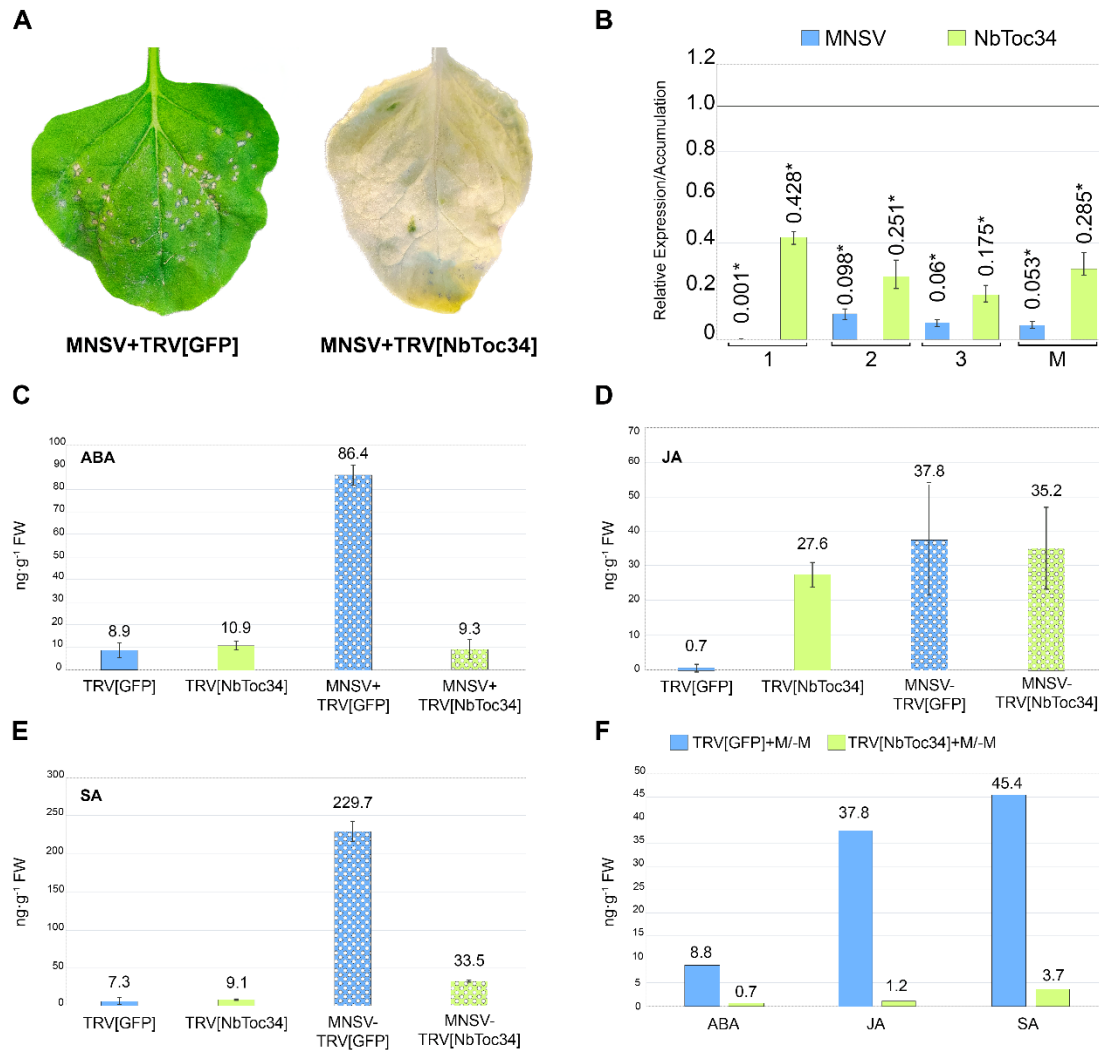 A
MNSV+TRV[GFP]
MNSV+TRV[NbToc34]
B
MNSV
NbToc34
Relative Expression/Accumulation
1.2
1.0
0.8
0.4
0.2
0
0.001*
0.428*
0.098*
0.251*
0.06*
0.175*
0.053*
0.285*
1
2
3
M
C
ABA
ng·g⁻¹ FW
100
90
80
70
60
50
40
30
20
10
0
8.9
10.9
86.4
9.3
TRV[GFP]
TRV[NbToc34]
MNSV+
TRV[GFP]
MNSV+
TRV[NbToc34]
D
JA
ng·g⁻¹ FW
70
60
50
40
30
20
10
0
0.7
27.6
37.8
35.2
TRV[GFP]
TRV[NbToc34]
MNSV-
TRV[GFP]
MNSV-
TRV[NbToc34]
E
SA
ng·g⁻¹ FW
300
250
200
150
100
50
0
7.3
9.1
229.7
33.5
TRV[GFP]
TRV[NbToc34]
MNSV-
TRV[GFP]
MNSV-
TRV[NbToc34]
F
TRV[GFP]+M/-M
TRV[NbToc34]+M/-M
ng·g⁻¹ FW
50
45
40
35
30
25
20
15
10
5
0
8.8
0.7
37.8
1.2
45.4
3.7
ABA
JA
SA